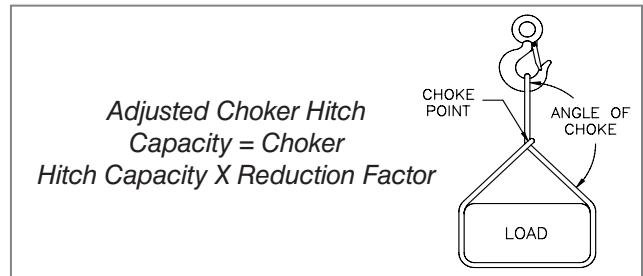 Adjusted Choker Hitch
Capacity = Choker
Hitch Capacity X Reduction Factor
CHOKE
POINT
ANGLE OF
CHOKE
LOAD